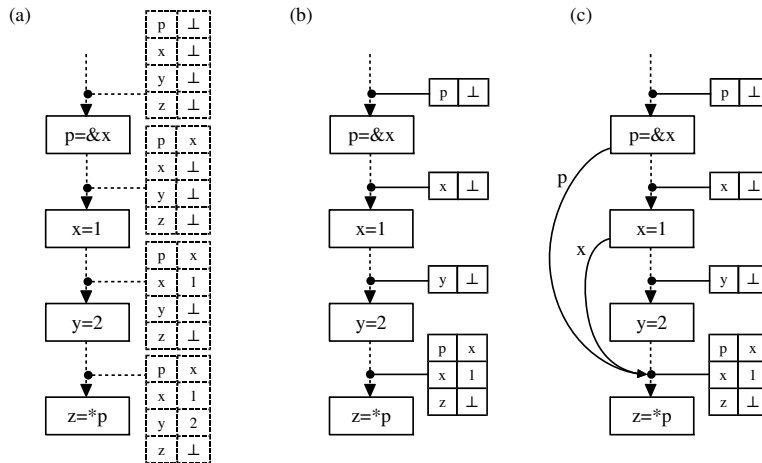 (a)
p ⊥
x ⊥
y ⊥
z ⊥
p=&x
p x
x ⊥
y ⊥
z ⊥
x=1
p x
x 1
y ⊥
z ⊥
y=2
p x
x 1
y 2
z ⊥
z=*p
(b)
p ⊥
p=&x
x ⊥
x=1
y ⊥
y=2
p x
x 1
z ⊥
z=*p
(c)
p ⊥
p=&x
p
x ⊥
x=1
x
y ⊥
y=2
p x
x 1
z ⊥
z=*p